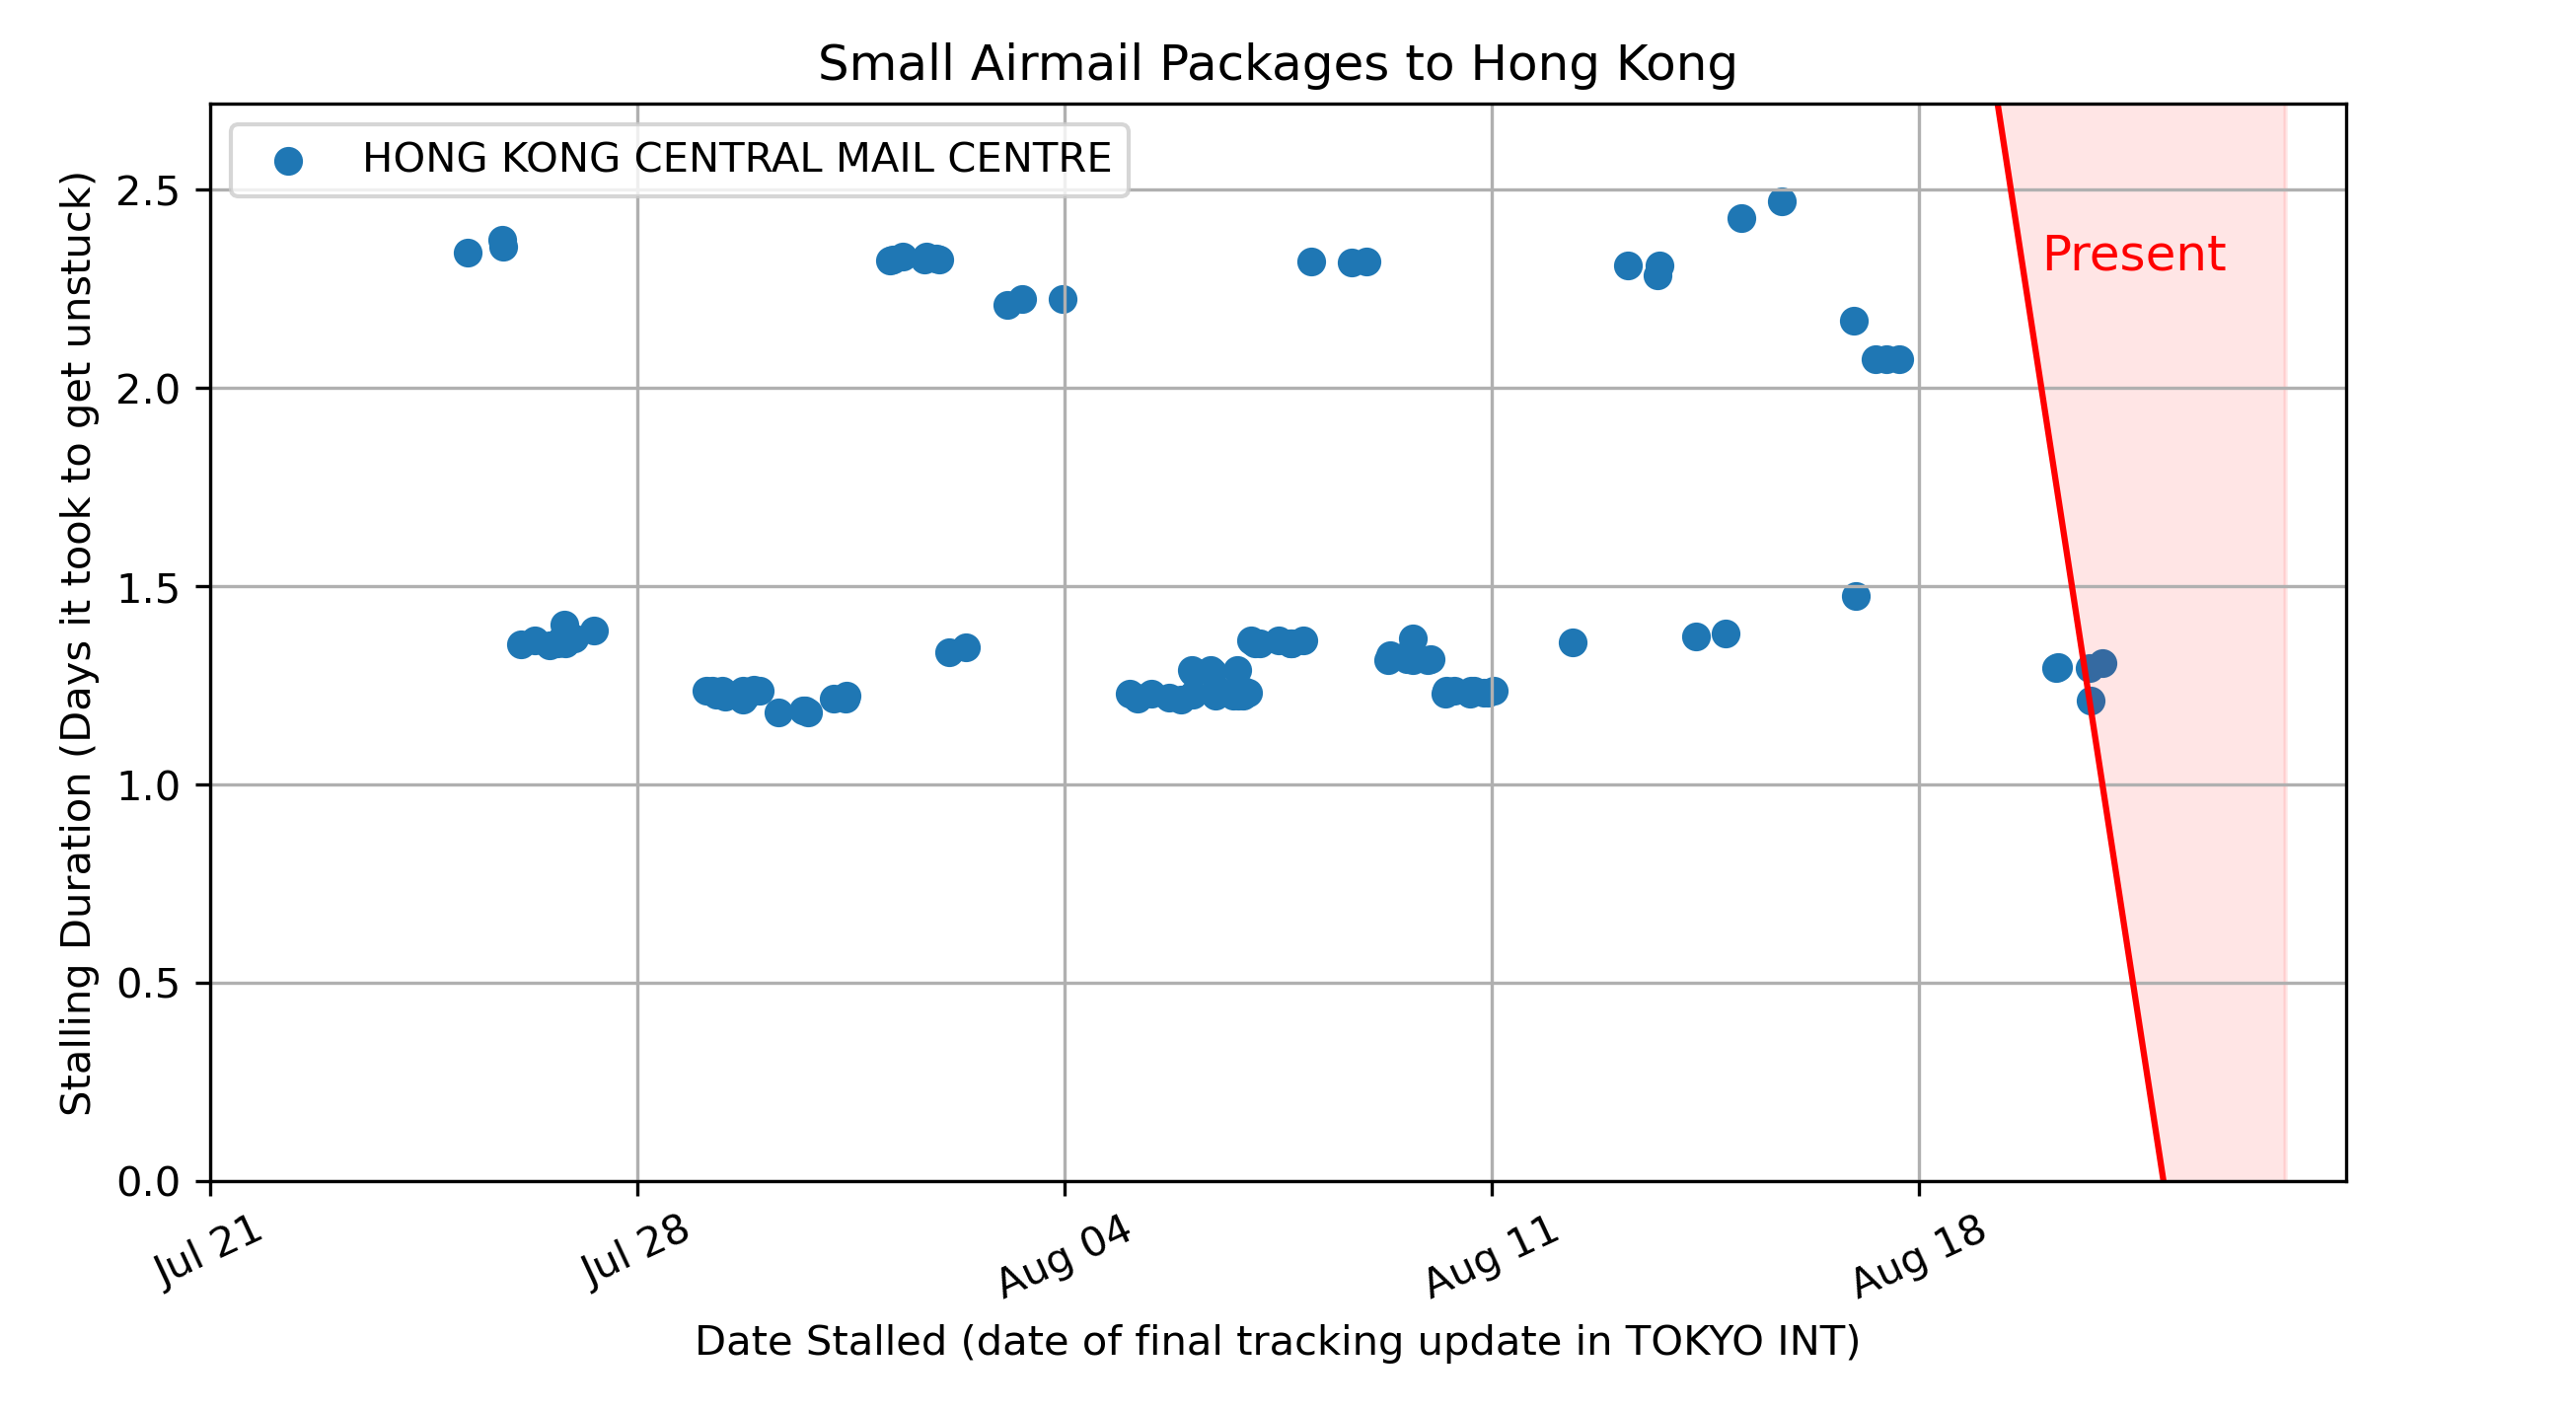 Small Airmail Packages to Hong Kong
HONG KONG CENTRAL MAIL CENTRE
Present
Stalling Duration (Days it took to get unstuck)
2.5
2.0
1.5
1.0
0.5
0.0
Jul 21
Jul 28
Aug 04
Aug 11
Aug 18
Date Stalled (date of final tracking update in TOKYO INT)